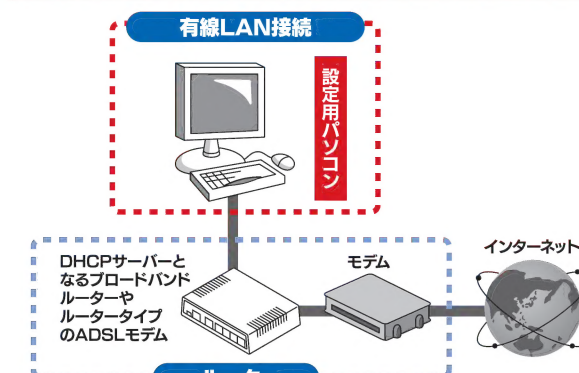 有線LAN接続
設定用パソコン
DHCPサーバーと
なるブロードバンド
ルーターや
ルータータイプ
のADSLモデム
モデム
インターネット